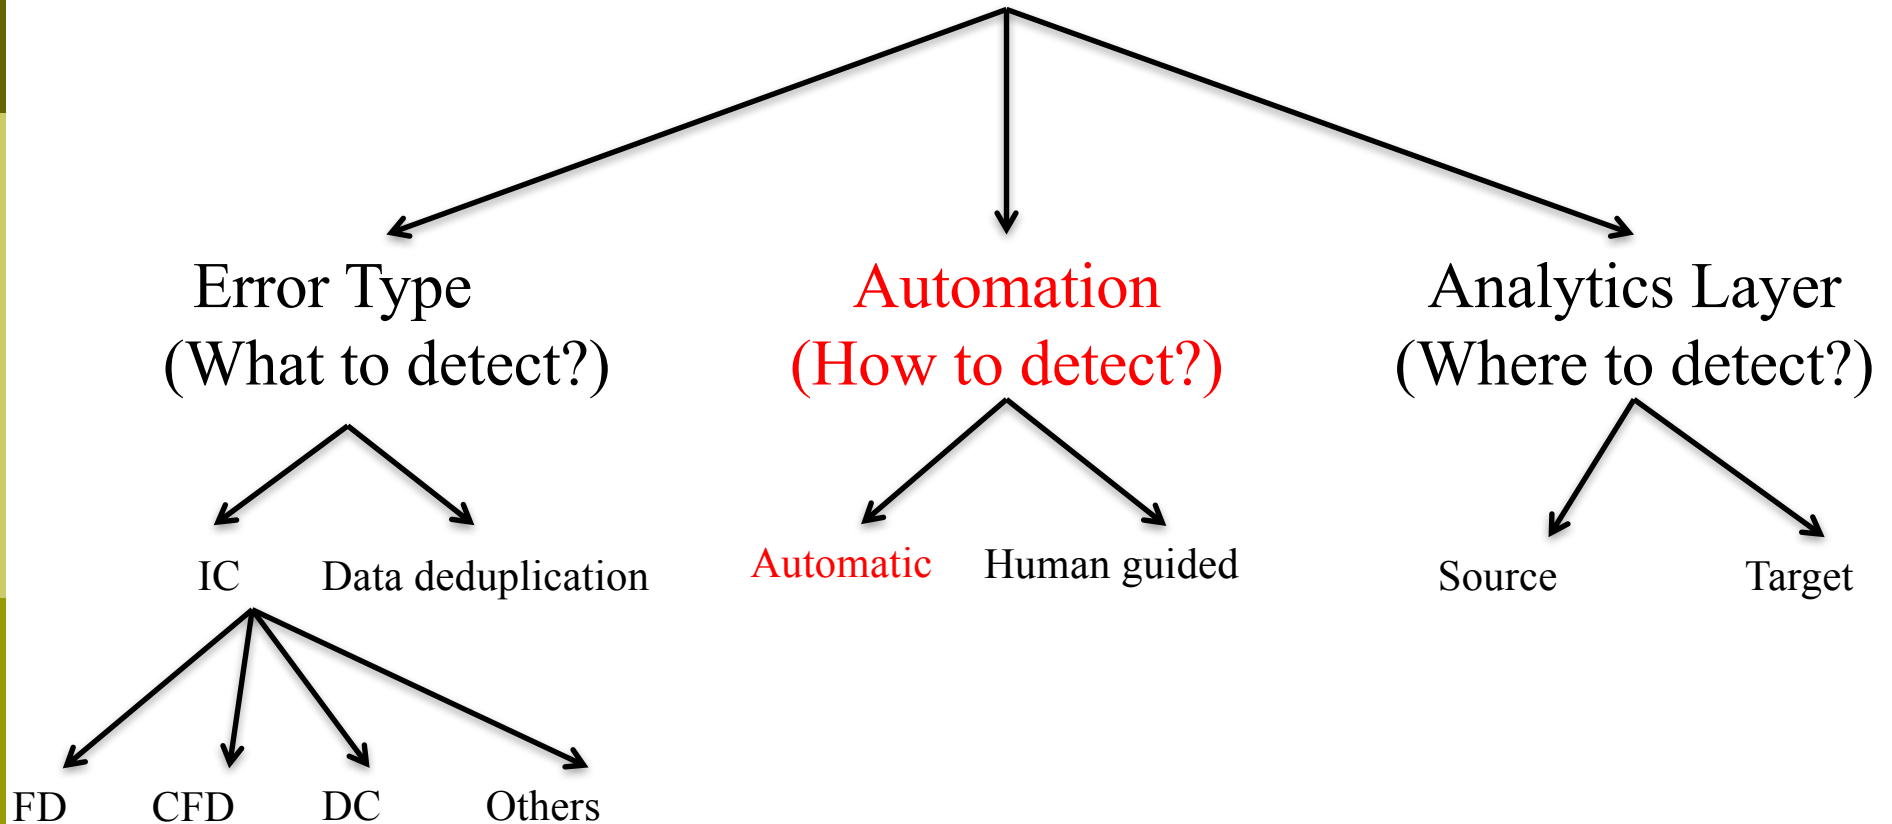 Error Type
(What to detect?)
Automation
(How to detect?)
Analytics Layer
(Where to detect?)
IC
Data deduplication
Automatic
Human guided
Source
Target
FD
CFD
DC
Others